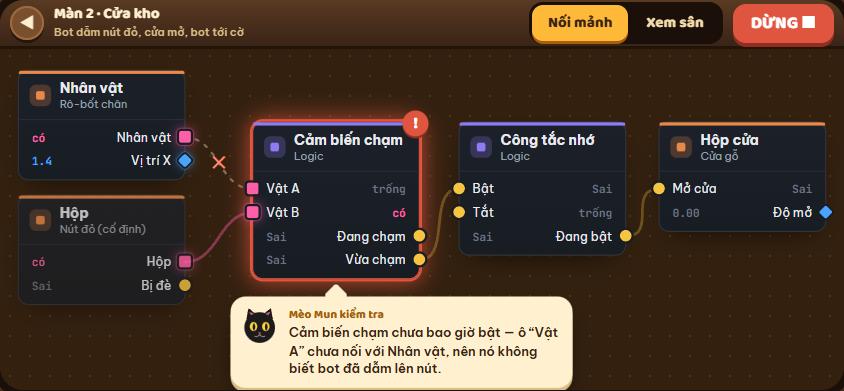 Màn 2 · Cửa kho
Bot dẫm nút đỏ, cửa mở, bot tới cờ
Nối mảnh
Xem sân
DỪNG
Nhân vật
Rô-bốt chân
có
Nhân vật
1.4
Vị trí X
Hộp
Nút đỏ (cố định)
có
Hộp
Sai
Bị đè
!
Cảm biến chạm
Logic
Vật A
trống
Vật B
có
Sai
Đang chạm
Sai
Vừa chạm
Công tắc nhớ
Logic
Bật
Sai
Tắt
trống
Sai
Đang bật
Hộp cửa
Cửa gỗ
Mở cửa
Sai
0.00
Độ mở
Mèo Mun kiểm tra
Cảm biến chạm chưa bao giờ bật — ô “Vật
A” chưa nối với Nhân vật, nên nó không
biết bot đã dẫm lên nút.